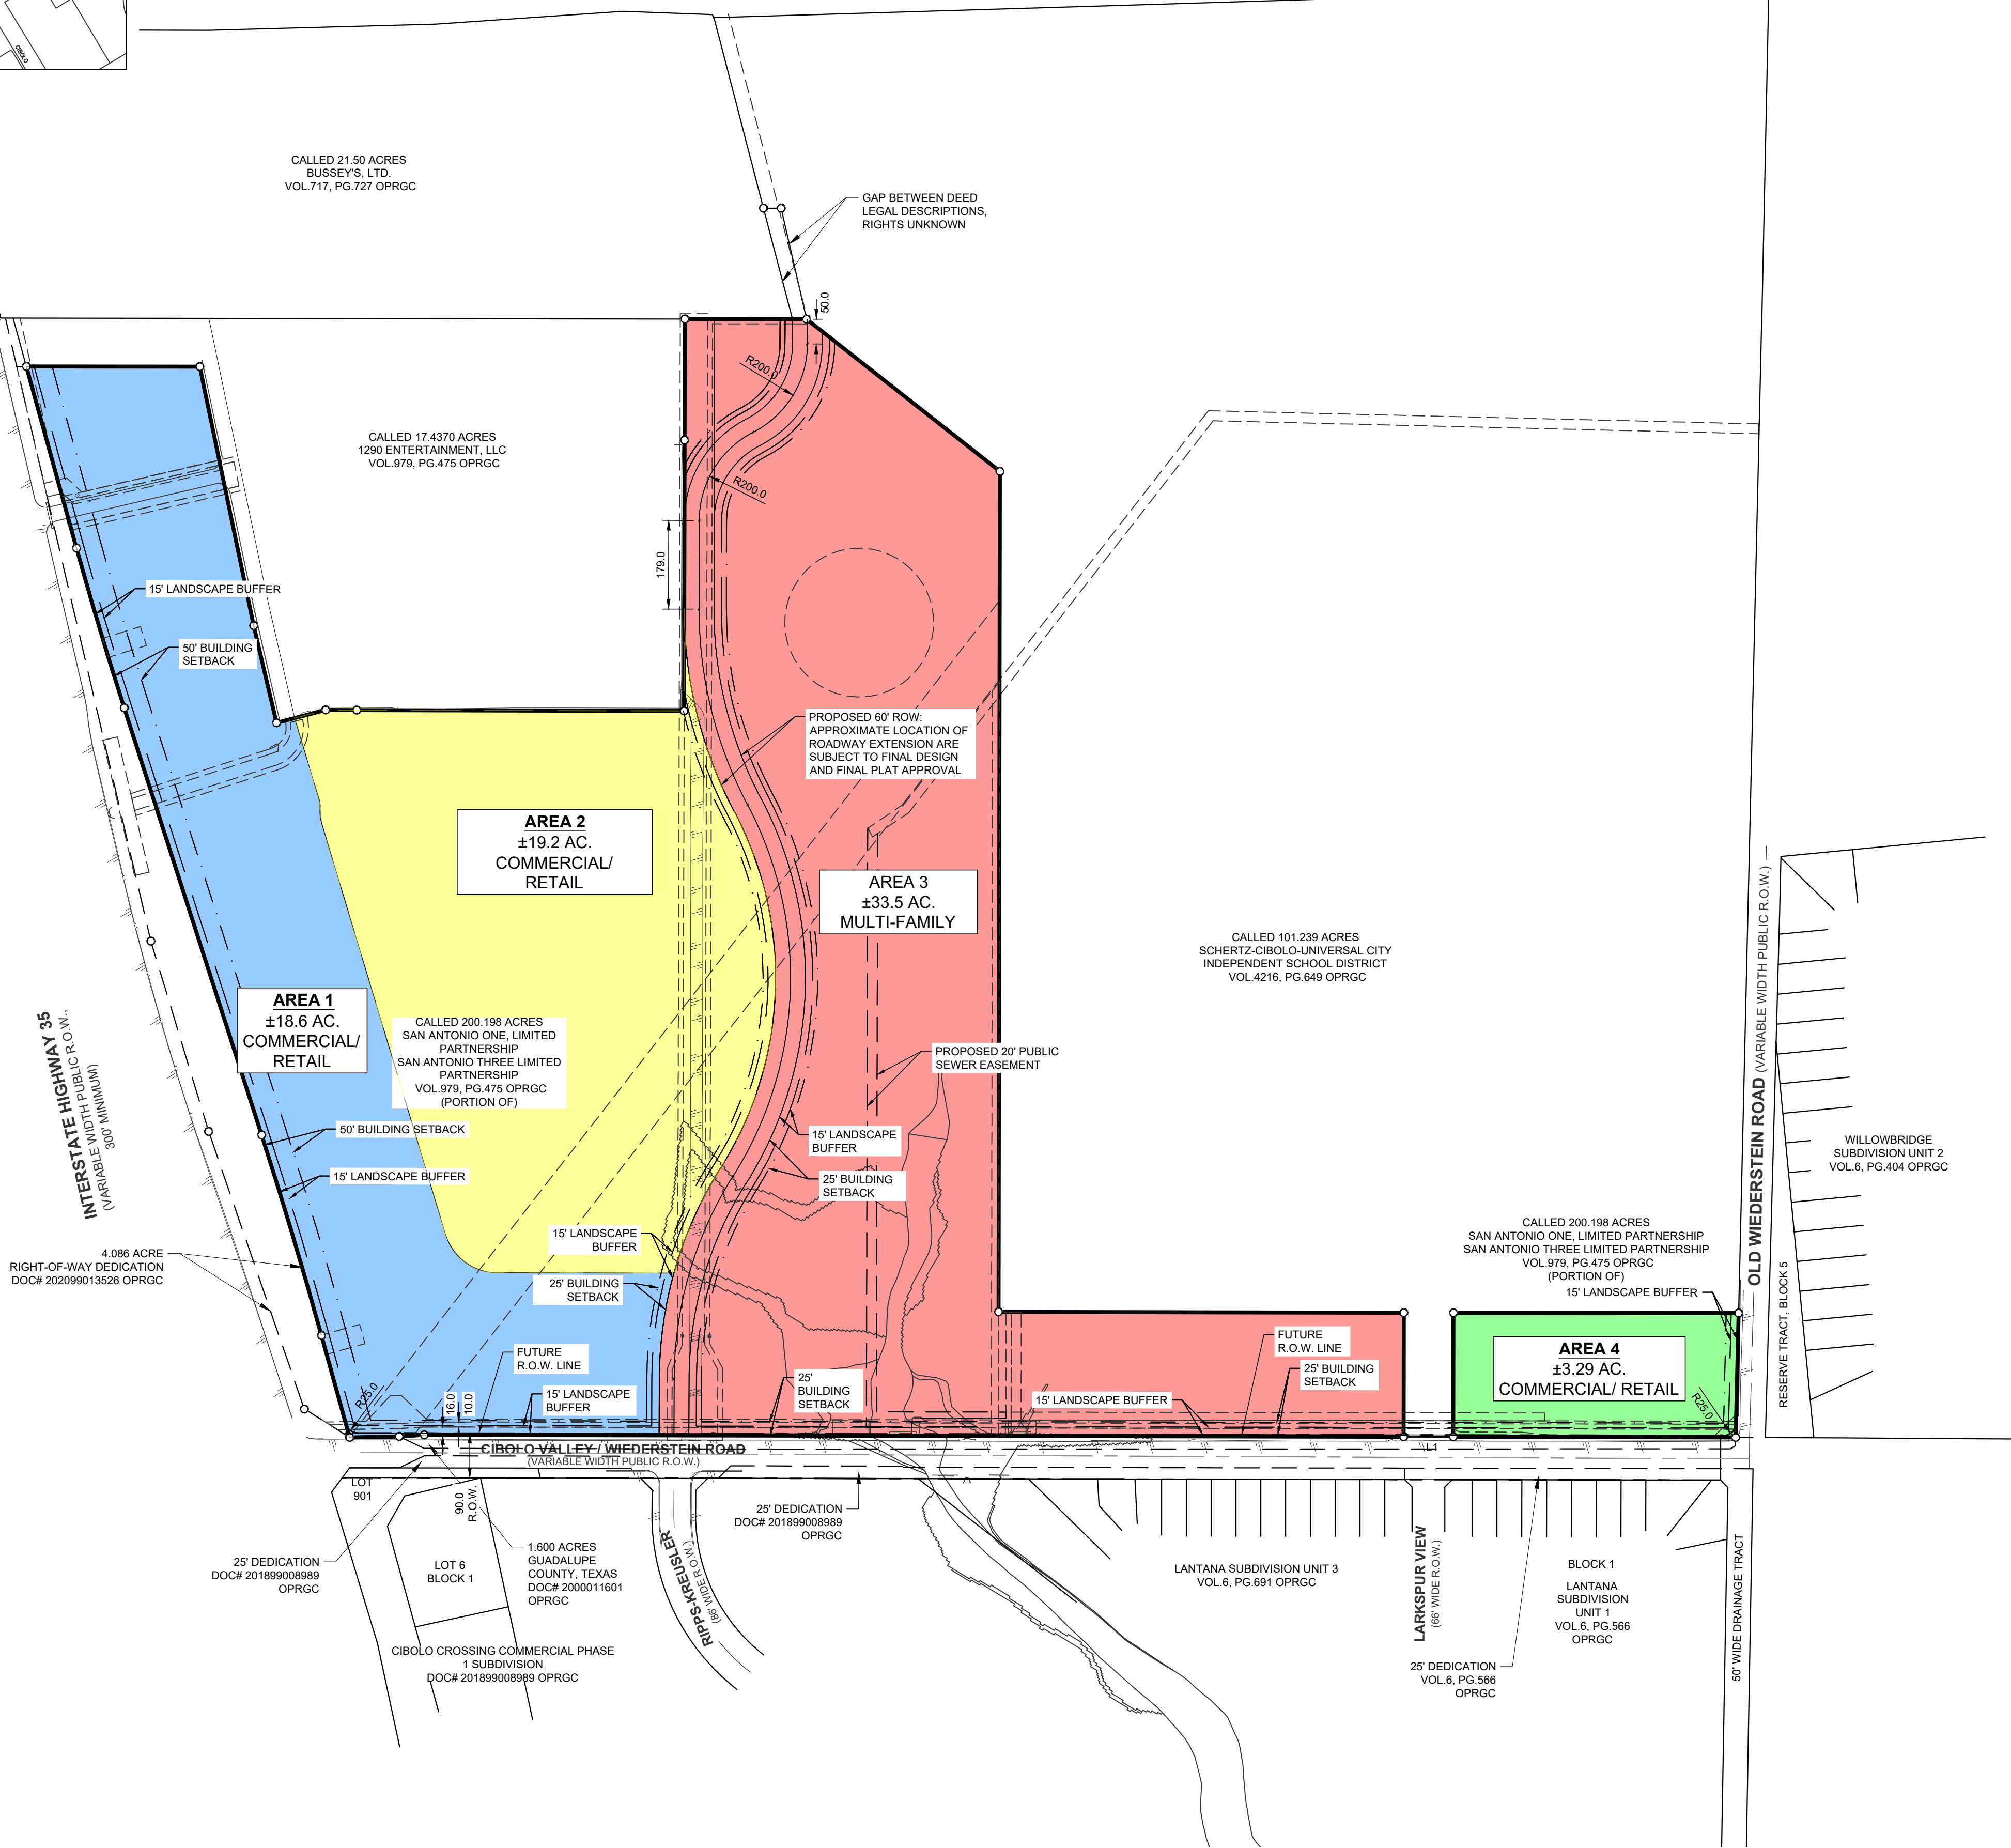 CIBOLO
CALLED 21.50 ACRES
BUSSEY'S, LTD.
VOL.717, PG.727 OPRGC
GAP BETWEEN DEED
LEGAL DESCRIPTIONS,
RIGHTS UNKNOWN
50.0
R200.0
CALLED 17.4370 ACRES
1290 ENTERTAINMENT, LLC
VOL.979, PG.475 OPRGC
R200.0
179.0
15' LANDSCAPE BUFFER
50' BUILDING
SETBACK
PROPOSED 60' ROW:
APPROXIMATE LOCATION OF
ROADWAY EXTENSION ARE
SUBJECT TO FINAL DESIGN
AND FINAL PLAT APPROVAL
AREA 2
±19.2 AC.
COMMERCIAL/
RETAIL
AREA 3
±33.5 AC.
MULTI-FAMILY
CALLED 101.239 ACRES
SCHERTZ-CIBOLO-UNIVERSAL CITY
INDEPENDENT SCHOOL DISTRICT
VOL.4216, PG.649 OPRGC
AREA 1
±18.6 AC.
COMMERCIAL/
RETAIL
CALLED 200.198 ACRES
SAN ANTONIO ONE, LIMITED
PARTNERSHIP
SAN ANTONIO THREE LIMITED
PARTNERSHIP
VOL.979, PG.475 OPRGC
(PORTION OF)
PROPOSED 20' PUBLIC
SEWER EASEMENT
INTERSTATE HIGHWAY 35
(VARIABLE WIDTH PUBLIC R.O.W.,
300' MINIMUM)
50' BUILDING SETBACK
15' LANDSCAPE
BUFFER
15' LANDSCAPE BUFFER
25' BUILDING
SETBACK
OLD WIEDERSTEIN ROAD (VARIABLE WIDTH PUBLIC R.O.W.)
WILLOWBRIDGE
SUBDIVISION UNIT 2
VOL.6, PG.404 OPRGC
RESERVE TRACT, BLOCK 5
4.086 ACRE
RIGHT-OF-WAY DEDICATION
DOC# 202099013526 OPRGC
15' LANDSCAPE
BUFFER
25' BUILDING
SETBACK
CALLED 200.198 ACRES
SAN ANTONIO ONE, LIMITED PARTNERSHIP
SAN ANTONIO THREE LIMITED PARTNERSHIP
VOL.979, PG.475 OPRGC
(PORTION OF)
15' LANDSCAPE BUFFER
FUTURE
R.O.W. LINE
FUTURE
R.O.W. LINE
AREA 4
±3.29 AC.
COMMERCIAL/ RETAIL
25' BUILDING
SETBACK
25'
BUILDING
SETBACK
R25.0
16.0
10.0
15' LANDSCAPE
BUFFER
15' LANDSCAPE BUFFER
R25.0
CIBOLO VALLEY / WIEDERSTEIN ROAD
(VARIABLE WIDTH PUBLIC R.O.W.)
L1
LOT
901
90.0
R.O.W.
25' DEDICATION
DOC# 201899008989
OPRGC
25' DEDICATION
DOC# 201899008989
OPRGC
LOT 6
BLOCK 1
1.600 ACRES
GUADALUPE
COUNTY, TEXAS
DOC# 2000011601
OPRGC
RIPPS-KREUSLER
(86' WIDE R.O.W.)
LANTANA SUBDIVISION UNIT 3
VOL.6, PG.691 OPRGC
LARKSPUR VIEW
(66' WIDE R.O.W.)
BLOCK 1
LANTANA
SUBDIVISION
UNIT 1
VOL.6, PG.566
OPRGC
50' WIDE DRAINAGE TRACT
CIBOLO CROSSING COMMERCIAL PHASE
1 SUBDIVISION
DOC# 201899008989 OPRGC
25' DEDICATION
VOL.6, PG.566
OPRGC